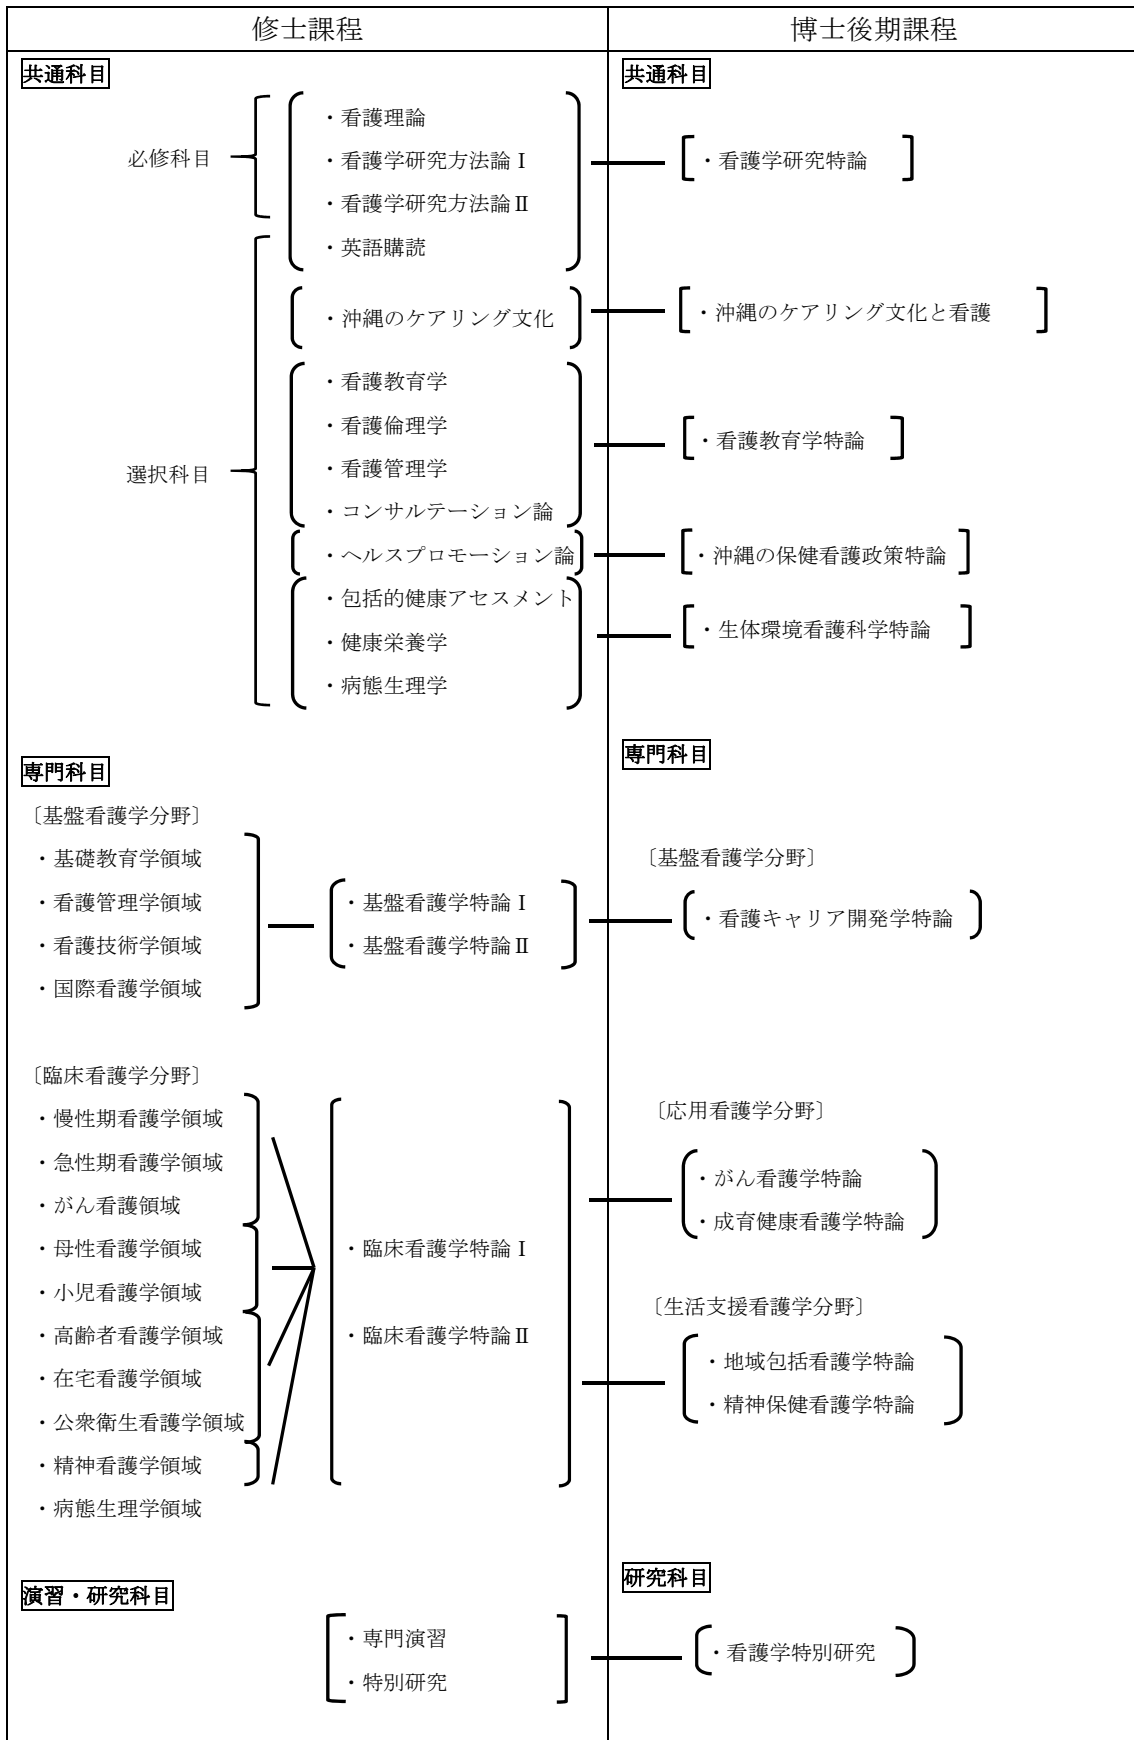 修士課程
共通科目
必修科目
・看護理論
・看護学研究方法論Ⅰ
・看護学研究方法論Ⅱ
・英語購読
・沖縄のケアリング文化
選択科目
・看護教育学
・看護倫理学
・看護管理学
・コンサルテーション論
・ヘルスプロモーション論
・包括的健康アセスメント
・健康栄養学
・病態生理学
専門科目
〔基盤看護学分野〕
・基礎教育学領域
・看護管理学領域
・看護技術学領域
・国際看護学領域
・基盤看護学特論Ⅰ
・基盤看護学特論Ⅱ
〔臨床看護学分野〕
・慢性期看護学領域
・急性期看護学領域
・がん看護領域
・母性看護学領域
・小児看護学領域
・高齢者看護学領域
・在宅看護学領域
・公衆衛生看護学領域
・精神看護学領域
・病態生理学領域
・臨床看護学特論Ⅰ
・臨床看護学特論Ⅱ
演習・研究科目
・専門演習
・特別研究
博士後期課程
共通科目
・看護学研究特論
・沖縄のケアリング文化と看護
・看護教育学特論
・沖縄の保健看護政策特論
・生体環境看護科学特論
専門科目
〔基盤看護学分野〕
・看護キャリア開発学特論
〔応用看護学分野〕
・がん看護学特論
・成育健康看護学特論
〔生活支援看護学分野〕
・地域包括看護学特論
・精神保健看護学特論
研究科目
・看護学特別研究